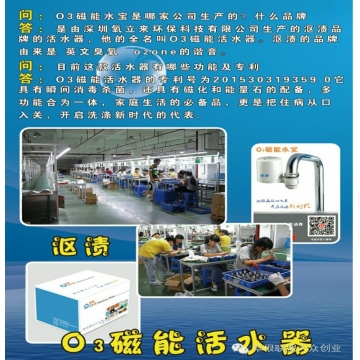 问： O3磁能水宝是哪家公司生产的？什么品牌
答： 是由深圳氧立来环保科技有限公司生产的沤渍品
牌的活水器，他的全名叫O3磁能活水器。沤渍的品牌
由来是 英文臭氧 ozone的谐音。
问： 目前这款活水器有哪些功能及专利
答： O3磁能活水器的专利号为201530319359.0它
具有瞬间消毒杀菌，还具有磁化和能量石的配备，多
功能合为一体，家庭生活的必备品，更是把住病从口
入关，开启洗涤新时代的代表.
O3磁能水宝
沤渍
O3磁能活水器